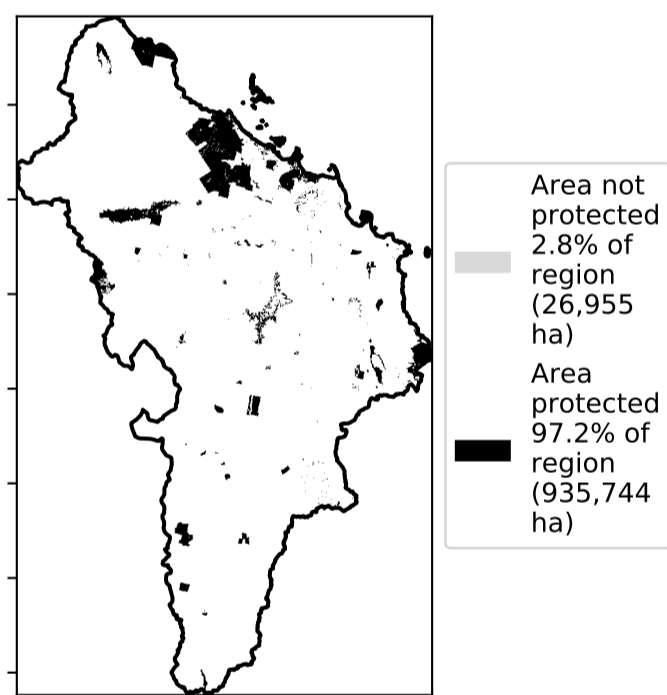 Area not
protected
2.8% of
region
(26,955
ha)
Area
protected
97.2% of
region
(935,744
ha)